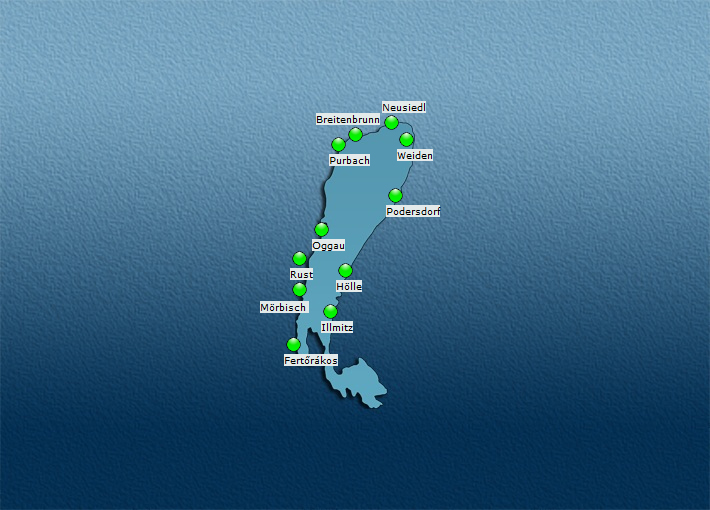 Neusiedl
Breitenbrunn
Weiden
Purbach
Podersdorf
Oggau
Rust
Hölle
Mörbisch
Illmitz
Fertőrákos